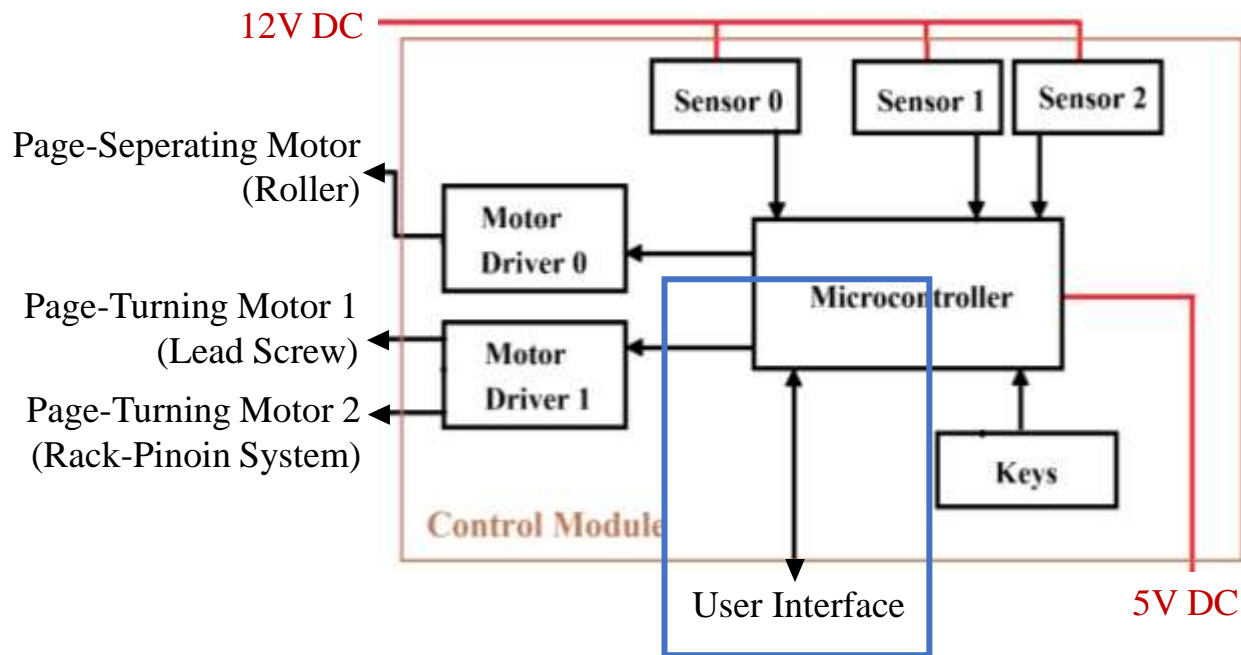 12V DC
Sensor 0
Sensor 1
Sensor 2
Page-Seperating Motor
(Roller)
Motor
Driver 0
Microcontroller
Page-Turning Motor 1
(Lead Screw)
Motor
Driver 1
Page-Turning Motor 2
(Rack-Pinoin System)
Keys
Control Module
User Interface
5V DC